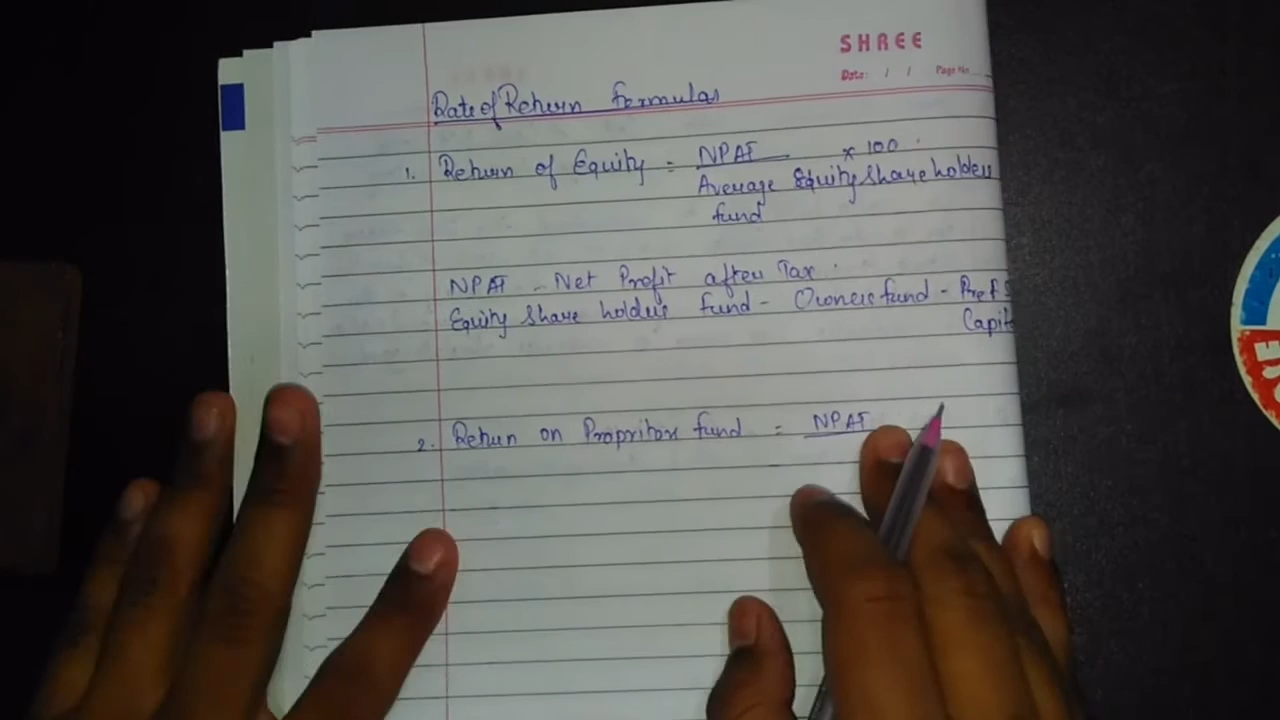 SHREE
Date: / / Page No.
Rate of Return Formulas
1. Return of Equity = NPAT x 100
Average Equity Share holders
fund
NPAT - Net Profit after Tax.
Equity Share holders fund - Owners fund - Pref S
Capit
2. Return on Propritors fund = NPAT